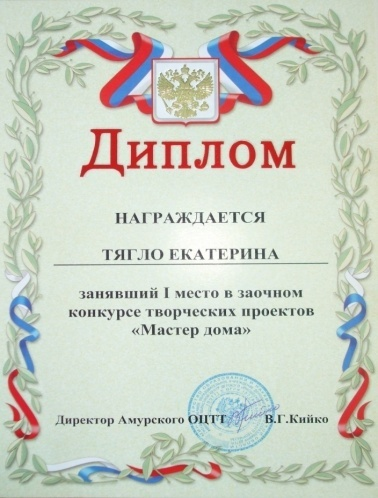 Диплом
НАГРАЖДАЕТСЯ
ТЯГЛО ЕКАТЕРИНА
занявший I место в заочном
конкурсе творческих проектов
«Мастер дома»
Директор Амурского ОЦТТ В.Г.Кийко